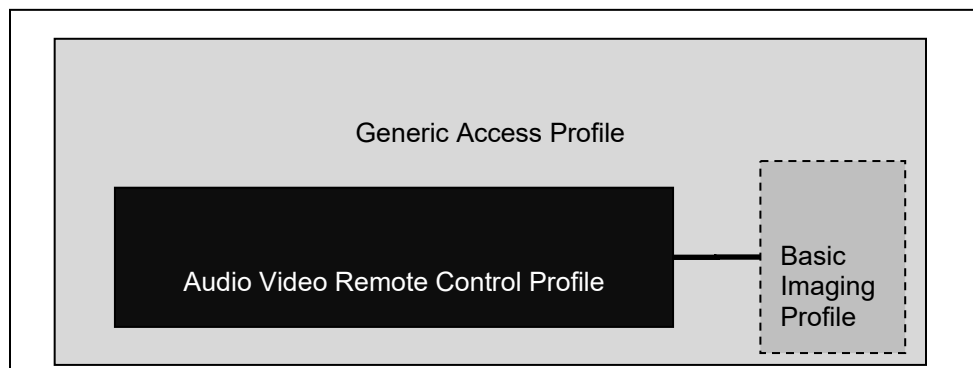 Generic Access Profile
Audio Video Remote Control Profile
Basic
Imaging
Profile